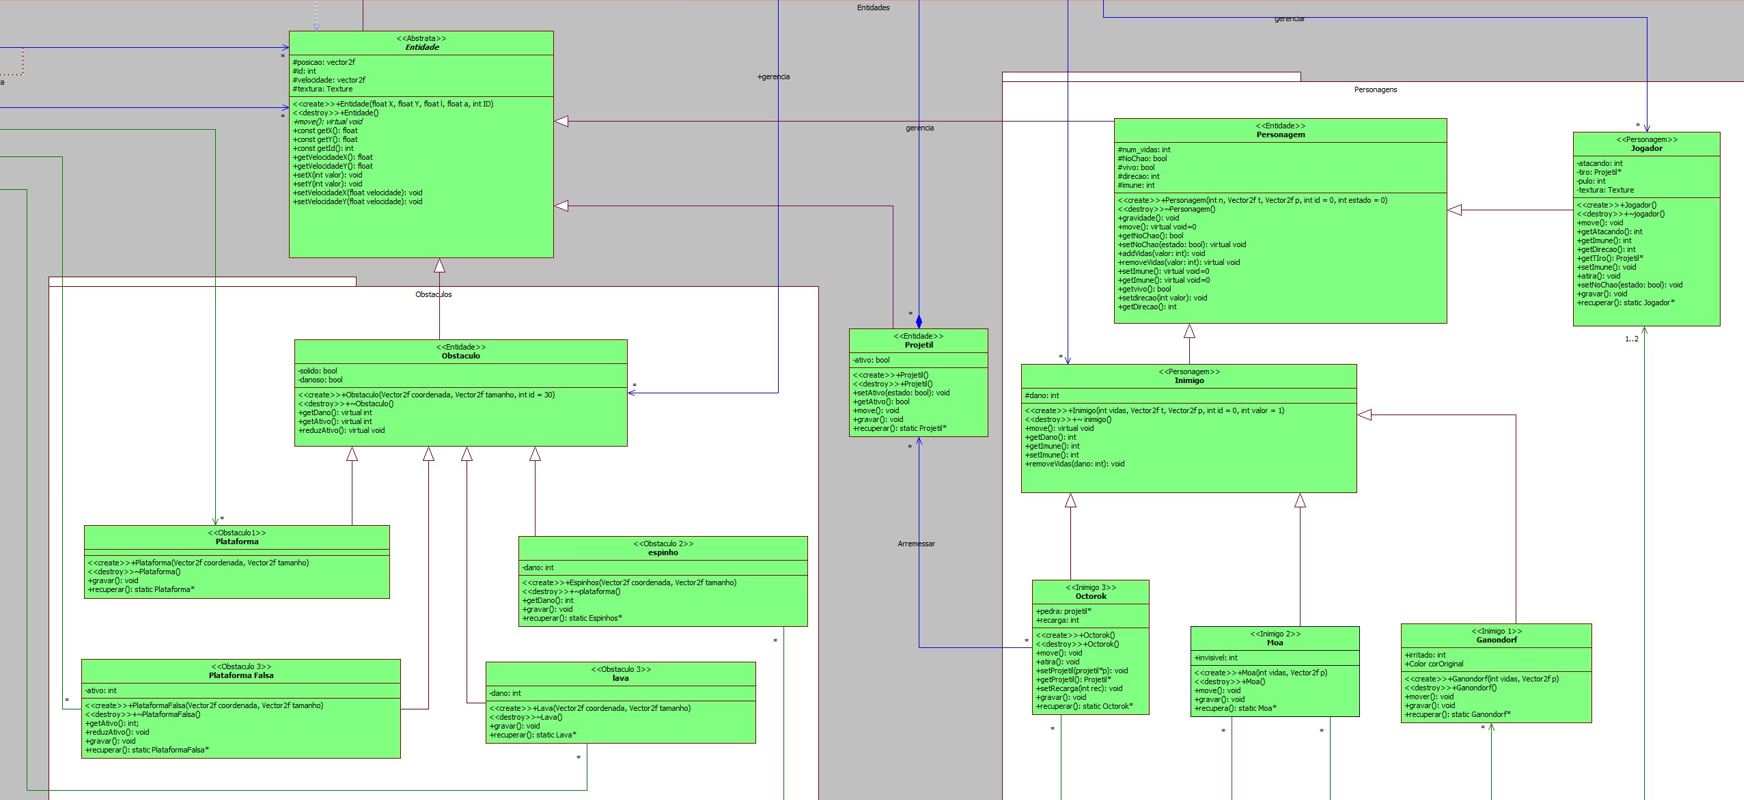 Entidades
gerenciar
<<Abstrata>>
Entidade
#posicao: vector2f
#id: int
#velocidade: vector2f
#textura: Texture
<<create>>+Entidade(float X, float Y, float l, float a, int ID)
<<destroy>>+Entidade()
+move(): virtual void
+const getX(): float
+const getY(): float
+const getId(): int
+getVelocidadeX(): float
+getVelocidadeY(): float
+setX(int valor): void
+setY(int valor): void
+setVelocidadeX(float velocidade): void
+setVelocidadeY(float velocidade): void
*
*
a
+gerencia
gerencia
Personagens
<<Entidade>>
Personagem
#num_vidas: int
#NoChao: bool
#vivo: bool
#direcao: int
#imune: int
<<create>>+Personagem(int n, Vector2f t, Vector2f p, int id = 0, int estado = 0)
<<destroy>>~Personagem()
+gravidade(): void
+move(): virtual void=0
+getNoChao(): bool
+setNoChao(estado: bool): virtual void
+addVidas(valor: int): void
+removeVidas(valor: int): virtual void
+setImune(): virtual void=0
+getImune(): virtual void=0
+getvivo(): bool
+setdirecao(int valor): void
+getDirecao(): int
*
<<Personagem>>
Jogador
-atacando: int
-tiro: Projetil*
-pulo: int
-textura: Texture
<<create>>+Jogador()
<<destroy>>+~jogador()
+move(): void
+getAtacando(): int
+getImune(): int
+getDirecao(): int
+getTIro(): Projetil*
+setImune(): void
+atira(): void
+setNoChao(estado: bool): void
+gravar(): void
+recuperar(): static Jogador*
1..2
Obstaculos
<<Entidade>>
Obstaculo
-solido: bool
-danoso: bool
<<create>>+Obstaculo(Vector2f coordenada, Vector2f tamanho, int id = 30)
<<destroy>>+~Obstaculo()
+getDano(): virtual int
+getAtivo(): virtual int
+reduzAtivo(): virtual void
*
*
<<Entidade>>
Projetil
-ativo: bool
<<create>>+Projetil()
<<destroy>>+Projetil()
+setAtivo(estado: bool): void
+getAtivo(): bool
+move(): void
+gravar(): void
+recuperar(): static Projetil*
*
*
<<Personagem>>
Inimigo
#dano: int
<<create>>+Inimigo(int vidas, Vector2f t, Vector2f p, int id = 0, int valor = 1)
<<destroy>>+~inimigo()
+move(): virtual void
+getDano(): int
+getImune(): int
+setImune(): int
+removeVidas(dano: int): void
*
<<Obstaculo1>>
Plataforma
<<create>>+Plataforma(Vector2f coordenada, Vector2f tamanho)
<<destroy>>~Plataforma()
+gravar(): void
+recuperar(): static Plataforma*
<<Obstaculo 2>>
espinho
-dano: int
<<create>>+Espinhos(Vector2f coordenada, Vector2f tamanho)
<<destroy>>~plataforma()
+getDano(): int
+gravar(): void
+recuperar(): static Espinhos*
*
Arremessar
*
<<Inimigo 3>>
Octorok
+pedra: projetil*
+recarga: int
<<create>>+Octorok()
<<destroy>>+Octorok()
+move(): void
+atira(): void
+setProjetil(projetil*p): void
+getProjetil(): Projetil*
+setRecarga(int rec): void
+gravar(): void
+recuperar(): static Octorok*
*
<<Inimigo 2>>
Moa
+invisivel: int
<<create>>+Moa(int vidas, Vector2f p)
<<destroy>>+Moa()
+move(): void
+gravar(): void
+recupera(): static Moa*
*
*
<<Inimigo 1>>
Ganondorf
+irritado: int
+Color corOriginal
<<create>>+Ganondorf(int vidas, Vector2f p)
<<destroy>>+Ganondorf()
+mover(): void
+gravar(): void
+recuperar(): static Ganondorf*
*
*
<<Obstaculo 3>>
Plataforma Falsa
-ativo: int
<<create>>+PlataformaFalsa(Vector2f coordenada, Vector2f tamanho)
<<destroy>>+~PlataformaFalsa()
+getAtivo(): int;
+reduzAtivo(): void
+gravar(): void
+recuperar(): static PlataformaFalsa*
<<Obstaculo 3>>
lava
-dano: int
<<create>>+Lava(Vector2f coordenada, Vector2f tamanho)
<<destroy>>~Lava()
+gravar(): void
+recuperar(): static Lava*
*